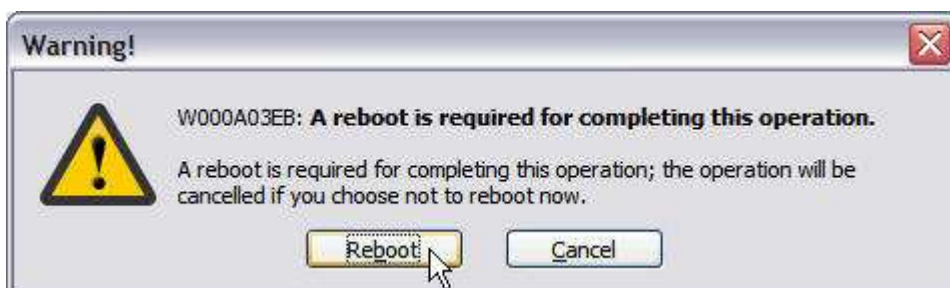 Warning!
W000A03EB: A reboot is required for completing this operation.
A reboot is required for completing this operation; the operation will be
cancelled if you choose not to reboot now.
Reboot Cancel